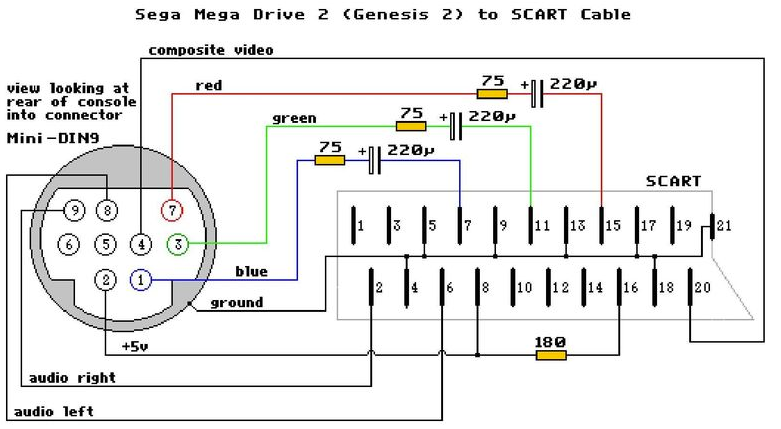 Sega Mega Drive 2 (Genesis 2) to SCART Cable
composite video
view looking at
rear of console
into connector
Mini-DIN9
red
75
+
220µ
green
75
+
220µ
blue
75
+
220µ
SCART
9
8
7
6
5
4
3
2
1
1
3
5
7
9
11
13
15
17
19
21
2
4
6
8
10
12
14
16
18
20
ground
+5v
180
audio right
audio left